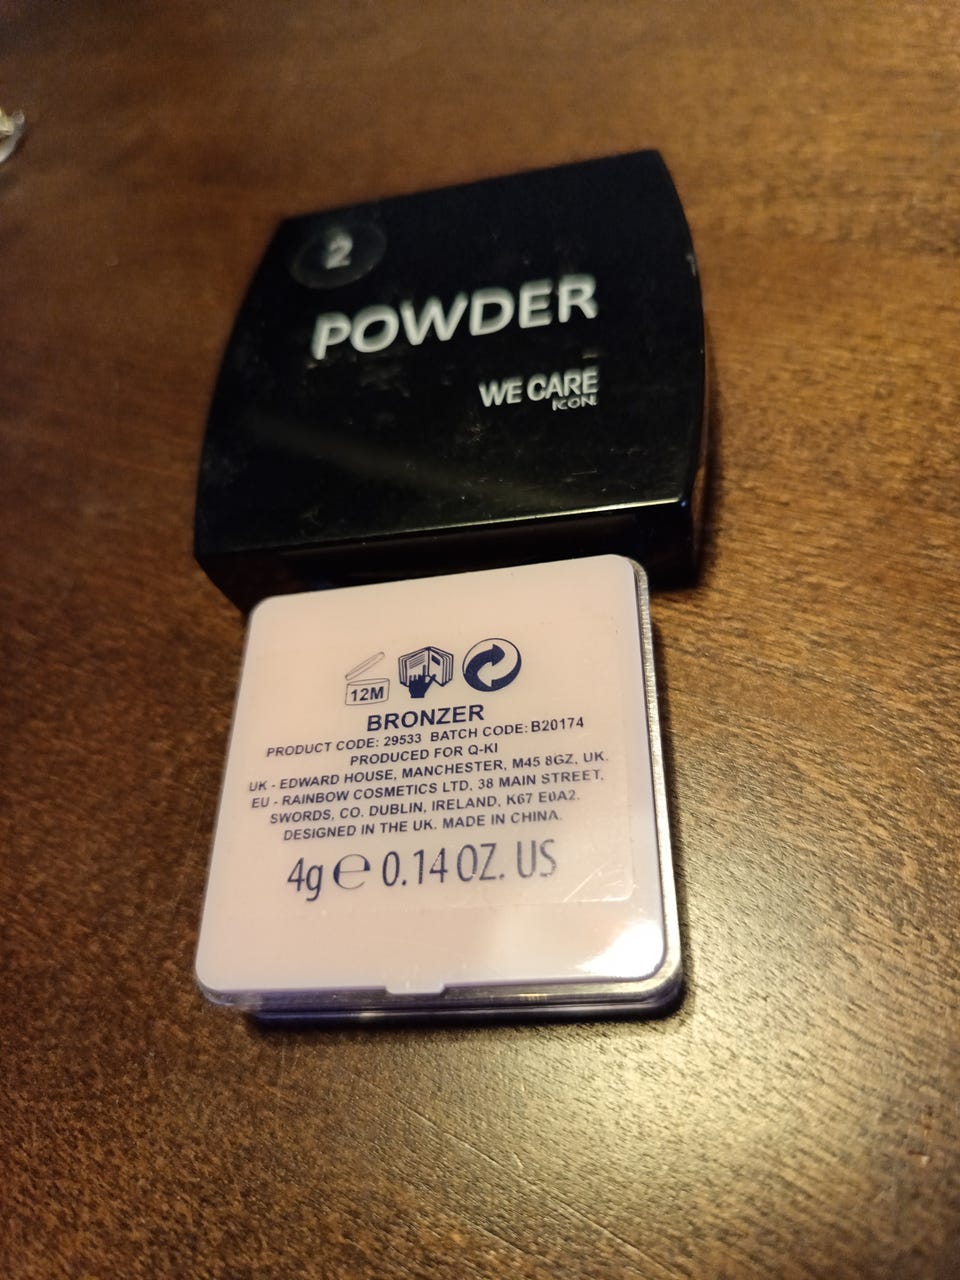 2
POWDER
WE CARE
ICON
12M
BRONZER
PRODUCT CODE: 29533 BATCH CODE: B20174
PRODUCED FOR Q-KI
UK - EDWARD HOUSE, MANCHESTER, M45 8GZ, UK.
EU - RAINBOW COSMETICS LTD, 38 MAIN STREET,
SWORDS, CO. DUBLIN, IRELAND, K67 E0A2.
DESIGNED IN THE UK. MADE IN CHINA.
4g ℮ 0.14 OZ. US